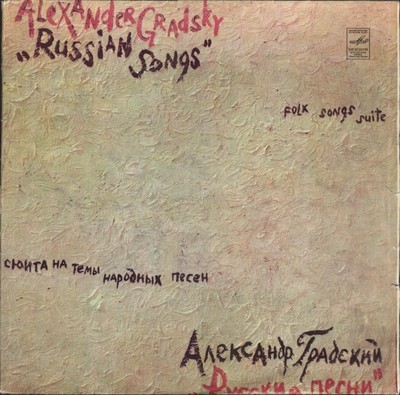 Alexander Gradsky
„Russian Songs"
folk songs suite
сюита на темы
народных песен
Александр Градский
„Русские песни"